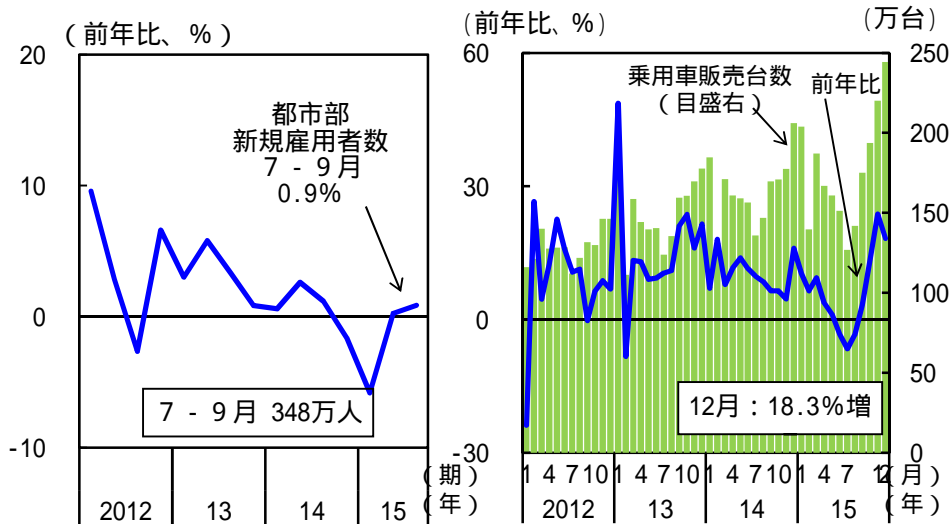 （前年比、％）
20
10
0
-10
都市部
新規雇用者数
７‐９月
0.9%
７‐９月 348万人
（期）
（年）
2012 13 14 15
（前年比、%）
（万台）
60
30
0
-30
250
200
150
100
50
0
乗用車販売台数
（目盛右）
前年比
12月：18.3%増
1 4 7 10 1 4 7 10 1 4 7 10 1 4 7 12（月）
2012 13 14 15（年）